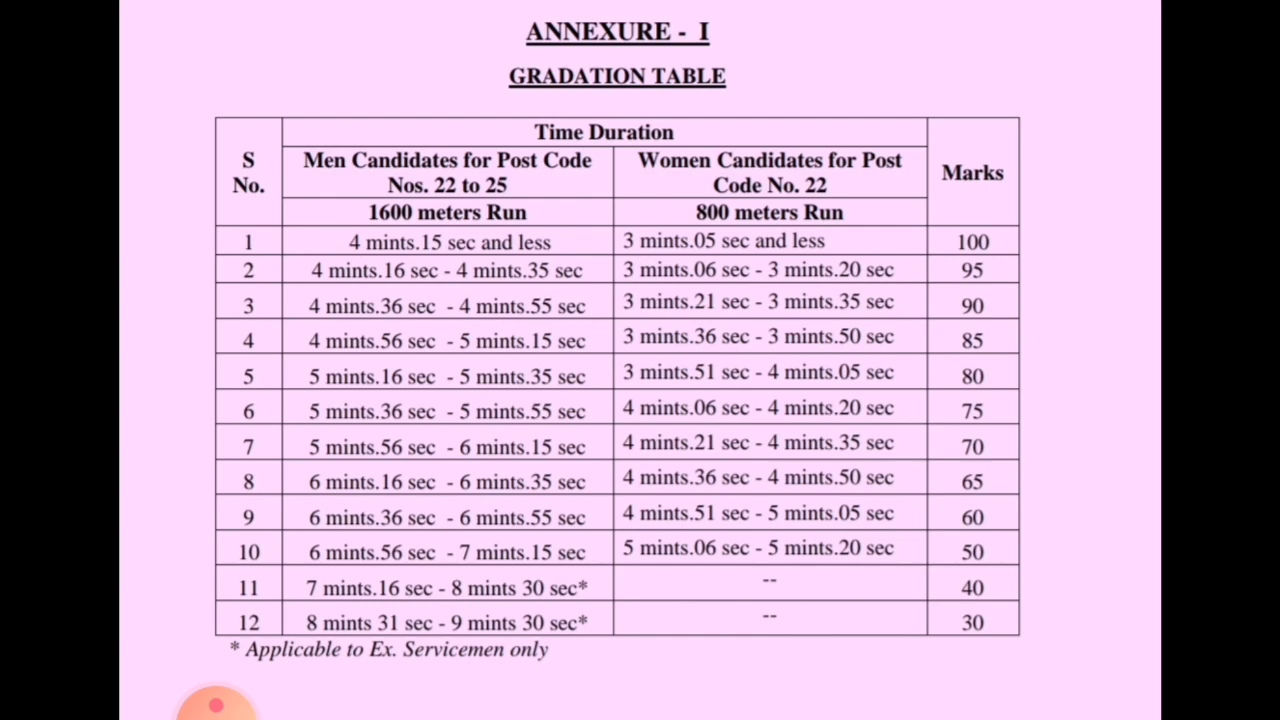 ANNEXURE - I
GRADATION TABLE
S No. Time Duration Marks
Men Candidates for Post Code Nos. 22 to 25 Women Candidates for Post Code No. 22
1600 meters Run 800 meters Run
1 4 mints.15 sec and less 3 mints.05 sec and less 100
2 4 mints.16 sec - 4 mints.35 sec 3 mints.06 sec - 3 mints.20 sec 95
3 4 mints.36 sec - 4 mints.55 sec 3 mints.21 sec - 3 mints.35 sec 90
4 4 mints.56 sec - 5 mints.15 sec 3 mints.36 sec - 3 mints.50 sec 85
5 5 mints.16 sec - 5 mints.35 sec 3 mints.51 sec - 4 mints.05 sec 80
6 5 mints.36 sec - 5 mints.55 sec 4 mints.06 sec - 4 mints.20 sec 75
7 5 mints.56 sec - 6 mints.15 sec 4 mints.21 sec - 4 mints.35 sec 70
8 6 mints.16 sec - 6 mints.35 sec 4 mints.36 sec - 4 mints.50 sec 65
9 6 mints.36 sec - 6 mints.55 sec 4 mints.51 sec - 5 mints.05 sec 60
10 6 mints.56 sec - 7 mints.15 sec 5 mints.06 sec - 5 mints.20 sec 50
11 7 mints.16 sec - 8 mints 30 sec* -- 40
12 8 mints 31 sec - 9 mints 30 sec* -- 30
* Applicable to Ex. Servicemen only